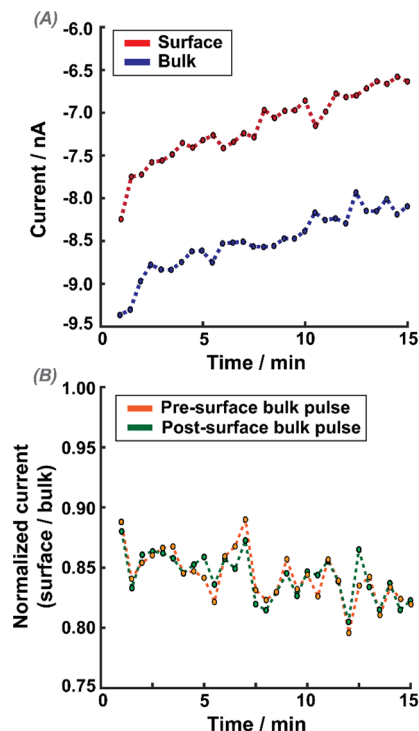 (A)
-6.0
-6.5
-7.0
-7.5
-8.0
-8.5
-9.0
-9.5
Current / nA
Surface
Bulk
0 5 10 15
Time / min
(B)
1.00
0.95
0.90
0.85
0.80
0.75
Normalized current
(surface / bulk)
Pre-surface bulk pulse
Post-surface bulk pulse
0 5 10 15
Time / min